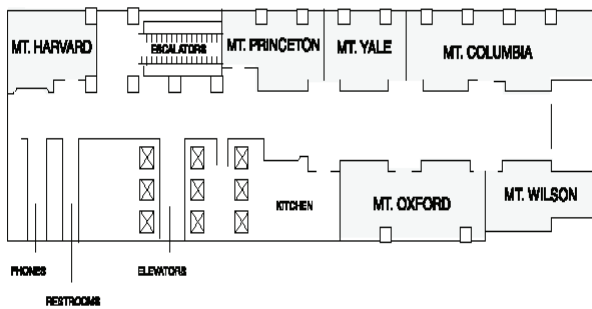 MT. HARVARD
ESCALATORS
MT. PRINCETON
MT. YALE
MT. COLUMBIA
KITCHEN
MT. OXFORD
MT. WILSON
PHONES
ELEVATORS
RESTROOMS